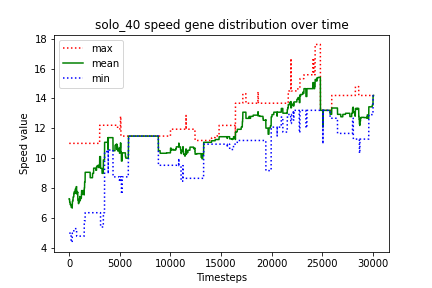 solo_40 speed gene distribution over time
max
mean
min
Speed value
18
16
14
12
10
8
6
4
0
5000
10000
15000
20000
25000
30000
Timesteps